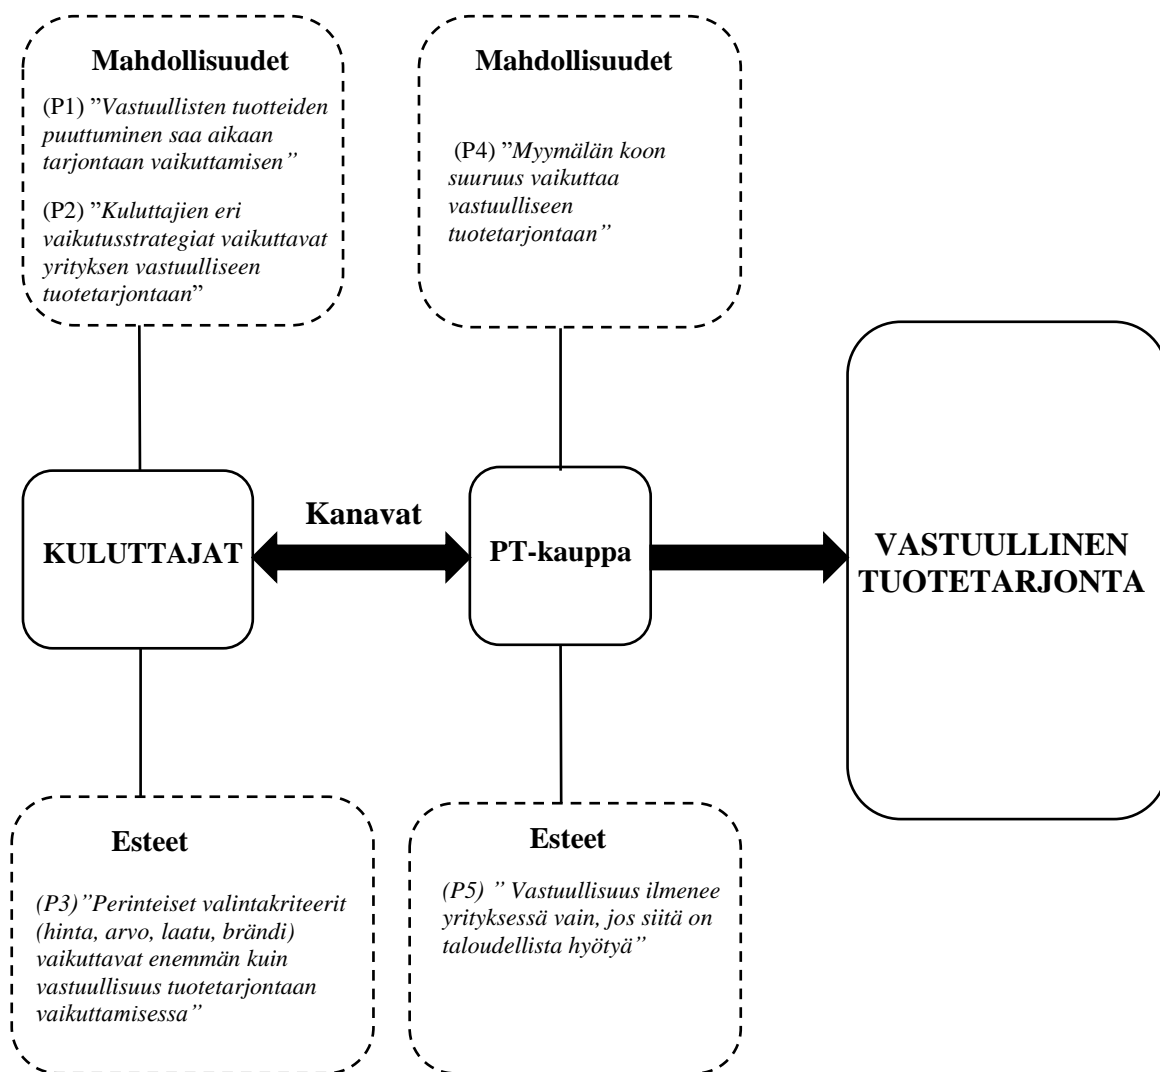 Mahdollisuudet
(P1) ”Vastuullisten tuotteiden
puuttuminen saa aikaan
tarjontaan vaikuttamisen”
(P2) ”Kuluttajien eri
vaikutusstrategiat vaikuttavat
yrityksen vastuulliseen
tuotetarjontaan”
Mahdollisuudet
(P4) ”Myymälän koon
suuruus vaikuttaa
vastuulliseen
tuotetarjontaan”
KULUTTAJAT
Kanavat
PT-kauppa
VASTUULLINEN
TUOTETARJONTA
Esteet
(P3)”Perinteiset valintakriteerit
(hinta, arvo, laatu, brändi)
vaikuttavat enemmän kuin
vastuullisuus tuotetarjontaan
vaikuttamisessa”
Esteet
(P5) ” Vastuullisuus ilmenee
yrityksessä vain, jos siitä on
taloudellista hyötyä”